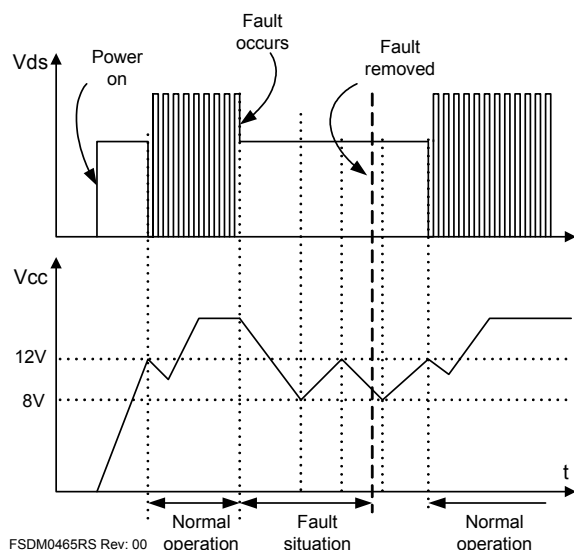 Vds
Power
on
Fault
occurs
Fault
removed
Vcc
12V
8V
t
Normal
operation
Fault
situation
Normal
operation
FSDM0465RS Rev: 00